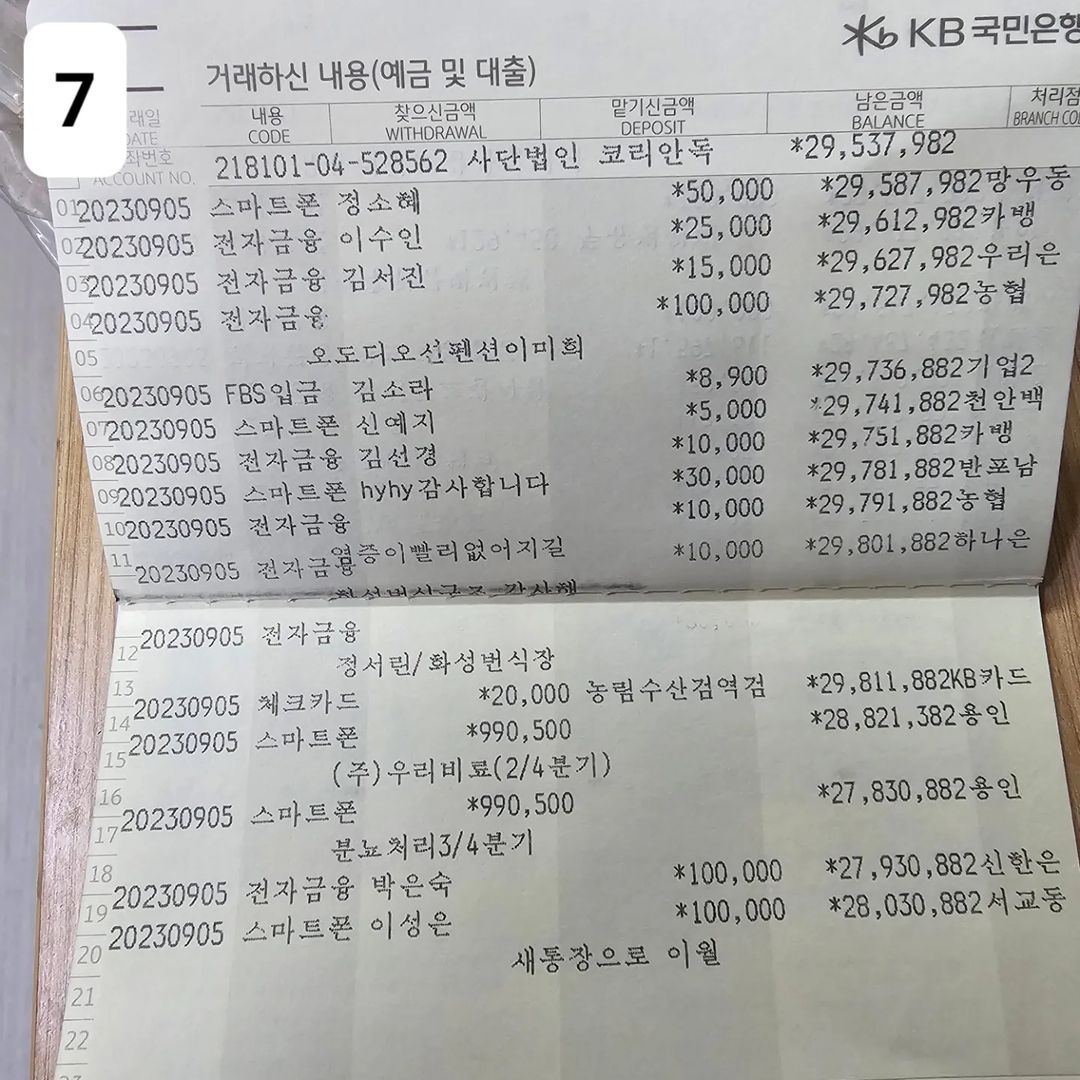 7
KB국민은행
거래하신 내용(예금 및 대출)
래일 DATE 내용 CODE 찾으신금액 WITHDRAWAL 맡기신금액 DEPOSIT 남은금액 BALANCE 처리점 BRANCH COD
좌번호 ACCOUNT NO. 218101-04-528562 사단법인 코리안독 *29,537,982
01 20230905 스마트폰 정소혜 *50,000 *29,587,982망우동
02 20230905 전자금융 이수인 *25,000 *29,612,982카뱅
03 20230905 전자금융 김서진 *15,000 *29,627,982우리은
04 20230905 전자금융 *100,000 *29,727,982농협
05 오도디오선펜션이미희
06 20230905 FBS입금 김소라 *8,900 *29,736,882기업2
07 20230905 스마트폰 신예지 *5,000 *29,741,882천안백
08 20230905 전자금융 김선경 *10,000 *29,751,882카뱅
09 20230905 스마트폰 hyhy감사합니다 *30,000 *29,781,882반포남
10 20230905 전자금융 *10,000 *29,791,882농협
염증이빨리없어지길
11 20230905 전자금융 *10,000 *29,801,882하나은
12 20230905 전자금융
정서린/화성번식장
13 20230905 체크카드 *20,000 농림수산검역검 *29,811,882KB카드
14 20230905 스마트폰 *990,500 *28,821,382용인
15 (주)우리비료(2/4분기)
16 20230905 스마트폰 *990,500 *27,830,882용인
17 분뇨처리3/4분기
18 20230905 전자금융 박은숙 *100,000 *27,930,882신한은
19 20230905 스마트폰 이성은 *100,000 *28,030,882서교동
20 새통장으로 이월
21
22